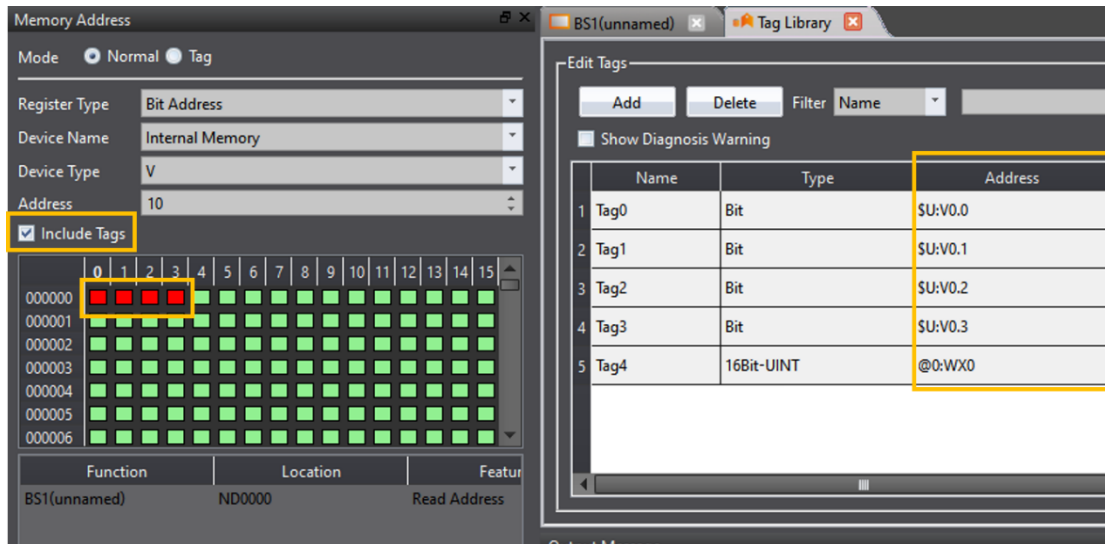 Memory Address
Mode Normal Tag
Register Type Bit Address
Device Name Internal Memory
Device Type V
Address 10
Include Tags
0 1 2 3 4 5 6 7 8 9 10 11 12 13 14 15
000000
000001
000002
000003
000004
000005
000006
Function Location Featur
BS1(unnamed) ND0000 Read Address
BS1(unnamed) Tag Library
Edit Tags
Add Delete Filter Name
Show Diagnosis Warning
Name Type Address
1 Tag0 Bit $U:V0.0
2 Tag1 Bit $U:V0.1
3 Tag2 Bit $U:V0.2
4 Tag3 Bit $U:V0.3
5 Tag4 16Bit-UINT @0:WX0